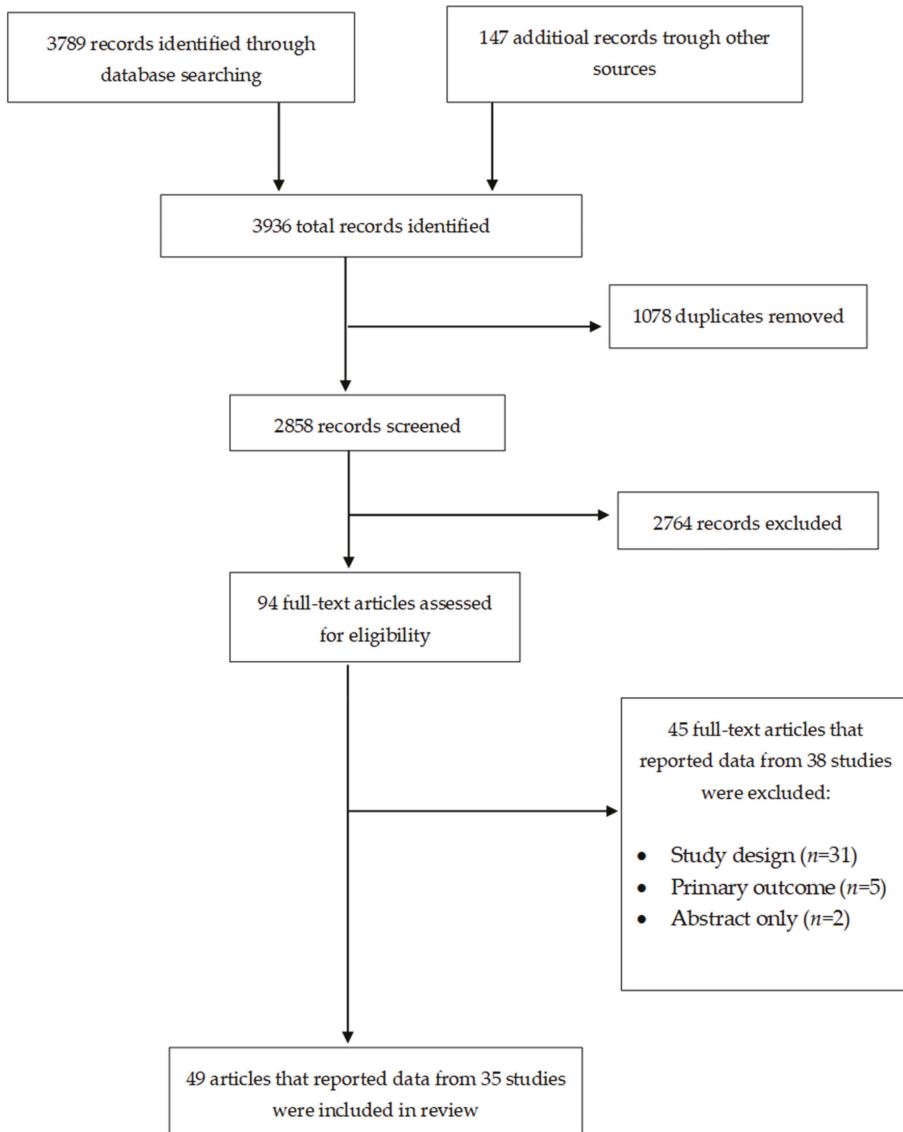 3789 records identified through
database searching
147 additioal records trough other
sources
3936 total records identified
1078 duplicates removed
2858 records screened
2764 records excluded
94 full-text articles assessed
for eligibility
45 full-text articles that
reported data from 38 studies
were excluded:
• Study design (n=31)
• Primary outcome (n=5)
• Abstract only (n=2)
49 articles that reported data from 35 studies
were included in review